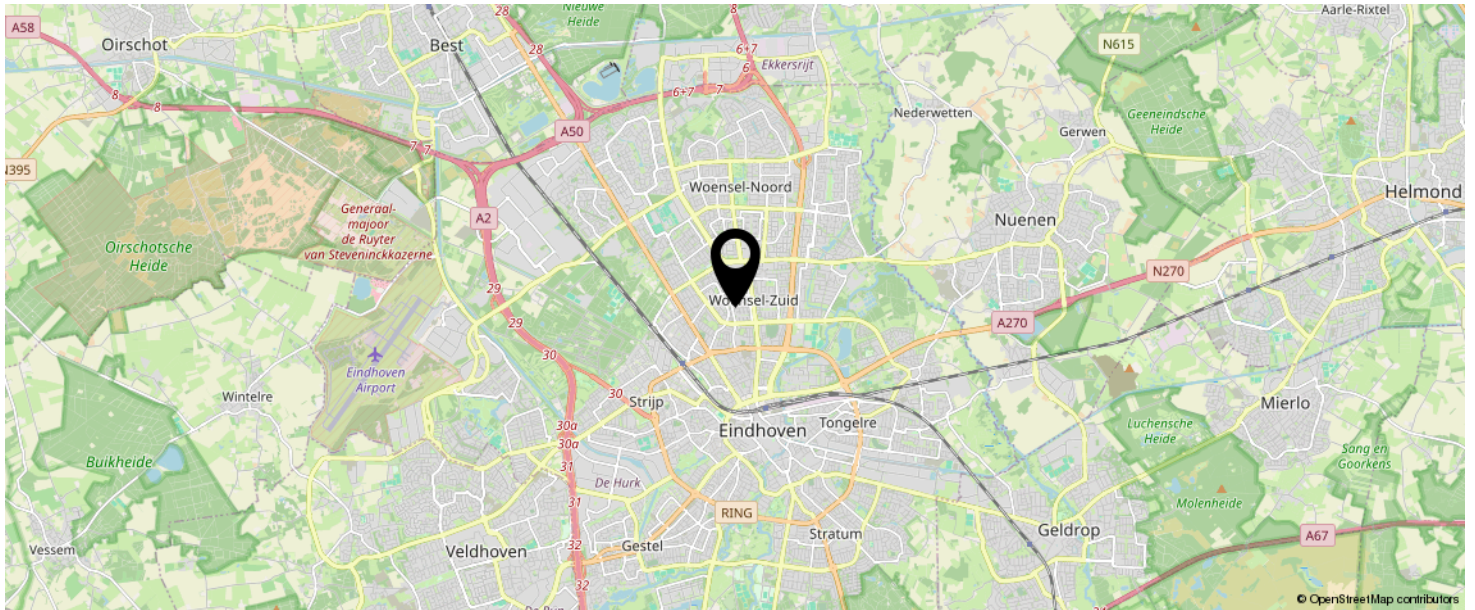 Nieuwe
Heide
Aarle-Rixtel
A58
Oirschot
Best
28
8
6+7
N615
28
6
Ekkersrijt
6+7
7
8
8
Nederwetten
Geeneindsche
Heide
A50
Gerwen
7
7
N395
Woensel-Noord
Helmond
Generaal-
majoor
de Ruyter
van Steveninckkazerne
A2
Nuenen
Oirschotsche
Heide
N270
29
Woensel-Zuid
29
A270
30
Eindhoven
Airport
30
Wintelre
Strijp
Mierlo
30a
Eindhoven
Tongelre
Luchensche
Heide
30a
Buikheide
31
Sang en
Goorkens
De Hurk
31
Molenheide
RING
Geldrop
Stratum
A67
Vessem
Veldhoven
32
Gestel
32
34
De Run
© OpenStreetMap contributors